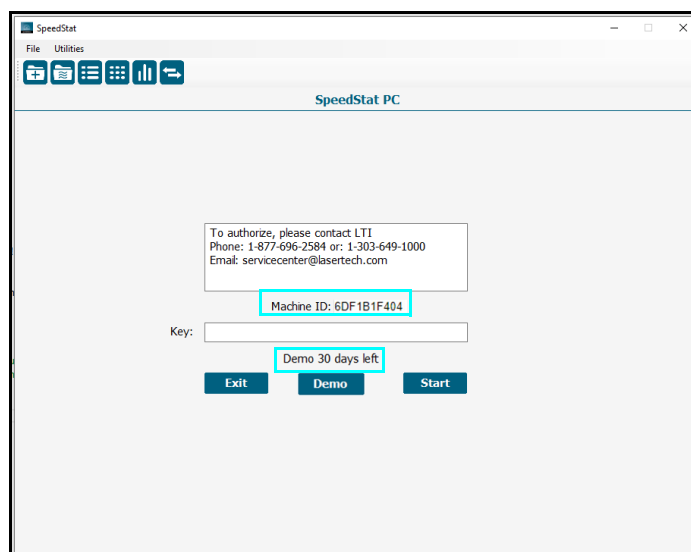 SpeedStat
File Utilities
SpeedStat PC
To authorize, please contact LTI
Phone: 1-877-696-2584 or: 1-303-649-1000
Email: servicecenter@lasertech.com
Machine ID: 6DF1B1F404
Key:
Demo 30 days left
Exit Demo Start